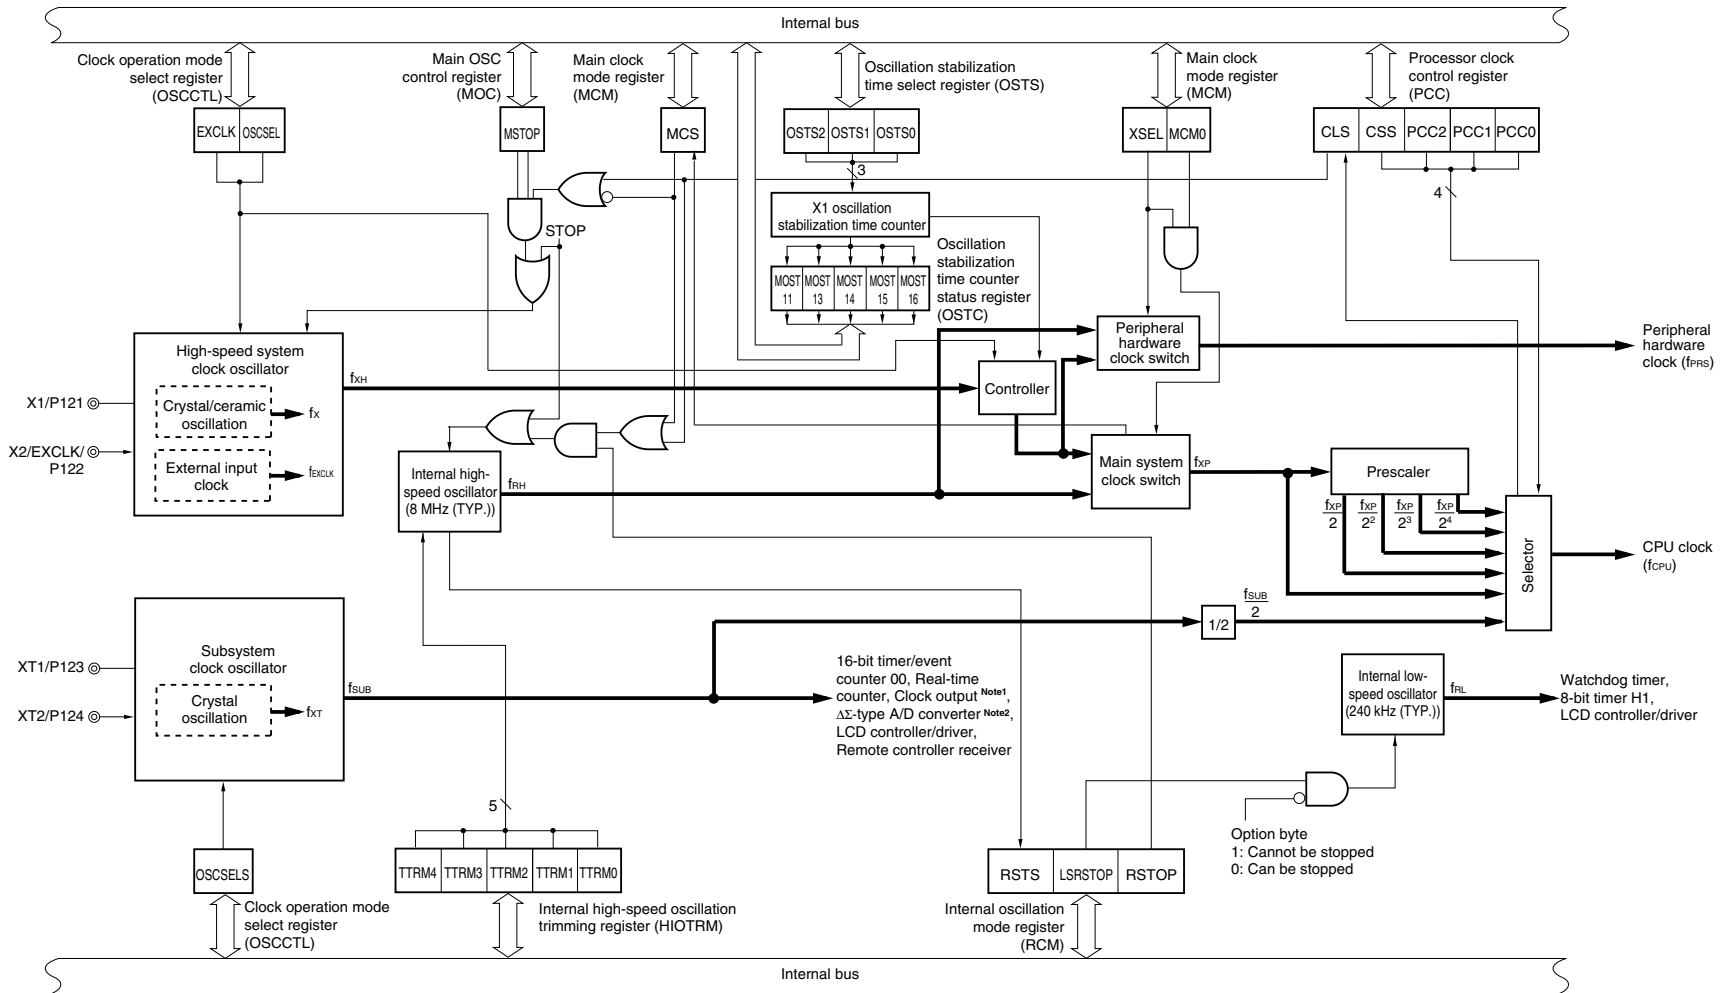 Internal bus
Clock operation mode
select register
(OSCCTL)
Main OSC
control register
(MOC)
Main clock
mode register
(MCM)
Oscillation stabilization
time select register (OSTS)
Main clock
mode register
(MCM)
Processor clock
control register
(PCC)
EXCLK OSCSEL
MSTOP
MCS
OSTS2 OSTS1 OSTS0
XSEL MCM0
CLS CSS PCC2 PCC1 PCC0
3
4
X1 oscillation
stabilization time counter
STOP
Oscillation
stabilization
time counter
status register
(OSTC)
MOST MOST MOST MOST MOST
11 13 14 15 16
High-speed system
clock oscillator
Crystal/ceramic
oscillation
fX
External input
clock
fEXCLK
X1/P121
X2/EXCLK/
P122
fXH
Controller
Peripheral
hardware
clock switch
Peripheral
hardware
clock (fPRS)
Internal high-
speed oscillator
(8 MHz (TYP.))
fRH
Main system
clock switch
fXP
Prescaler
fXP fXP fXP fXP
2 2² 2³ 2⁴
Selector
CPU clock
(fCPU)
fSUB
2
1/2
Subsystem
clock oscillator
Crystal
oscillation
fXT
XT1/P123
XT2/P124
fSUB
16-bit timer/event
counter 00, Real-time
counter, Clock output Note1,
ΔΣ-type A/D converter Note2,
LCD controller/driver,
Remote controller receiver
Internal low-
speed oscillator
(240 kHz (TYP.))
fRL
Watchdog timer,
8-bit timer H1,
LCD controller/driver
5
Option byte
1: Cannot be stopped
0: Can be stopped
OSCSELS
TTRM4 TTRM3 TTRM2 TTRM1 TTRM0
RSTS LSRSTOP RSTOP
Clock operation mode
select register
(OSCCTL)
Internal high-speed oscillation
trimming register (HIOTRM)
Internal oscillation
mode register
(RCM)
Internal bus